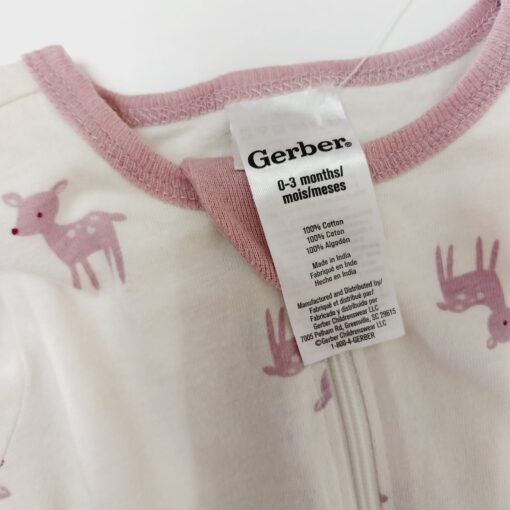 Gerber®
0-3 months/
mois/meses
100% Cotton
100% Coton
100% Algodón
Made in India
Fabriqué en Inde
Hecho en India
Manufactured and Distributed by/
Fabriqué et distribué par/
Fabricado y distribuido por
Gerber Childrenswear LLC
7005 Pelham Rd, Greenville, SC 29615
©Gerber Childrenswear LLC
1-800-4-GERBER